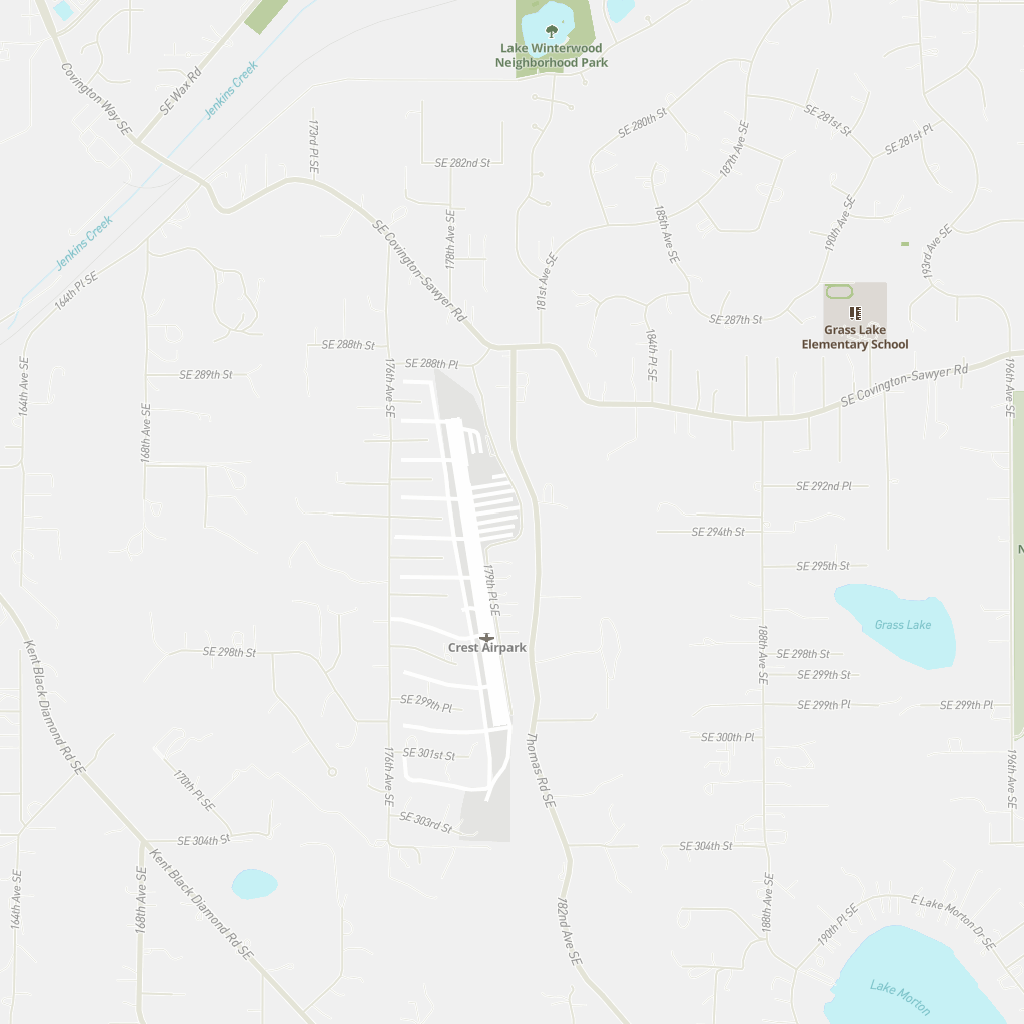 Lake Winterwood
Neighborhood Park
Covington Way SE
SE Wax Rd
Jenkins Creek
173rd Pl SE
SE 280th St
187th Ave SE
SE 281st St
SE 281st Pl
SE 282nd St
Jenkins Creek
164th Pl SE
SE Covington-Sawyer Rd
178th Ave SE
181st Ave SE
185th Ave SE
190th Ave SE
193rd Ave SE
SE 287th St
Grass Lake
Elementary School
SE 288th St
SE 288th Pl
184th Pl SE
164th Ave SE
SE 289th St
176th Ave SE
SE Covington-Sawyer Rd
196th Ave SE
168th Ave SE
SE 292nd Pl
SE 294th St
SE 295th St
179th Pl SE
Grass Lake
Crest Airpark
Kent Black Diamond Rd SE
SE 298th St
188th Ave SE
SE 298th St
SE 299th St
SE 299th Pl
SE 299th Pl
SE 299th Pl
SE 300th Pl
SE 301st St
Thomas Rd SE
176th Ave SE
196th Ave SE
170th Pl SE
SE 303rd St
SE 304th St
SE 304th St
Kent Black Diamond Rd SE
164th Ave SE
168th Ave SE
182nd Ave SE
188th Ave SE
190th Pl SE
E Lake Morton Dr SE
Lake Morton